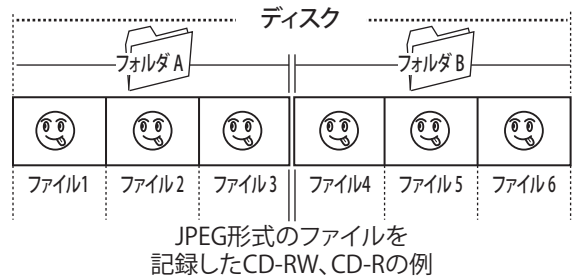 ディスク
フォルダ A
フォルダ B
ファイル1
ファイル 2
ファイル 3
ファイル4
ファイル 5
ファイル 6
JPEG形式のファイルを
記録したCD-RW、CD-Rの例